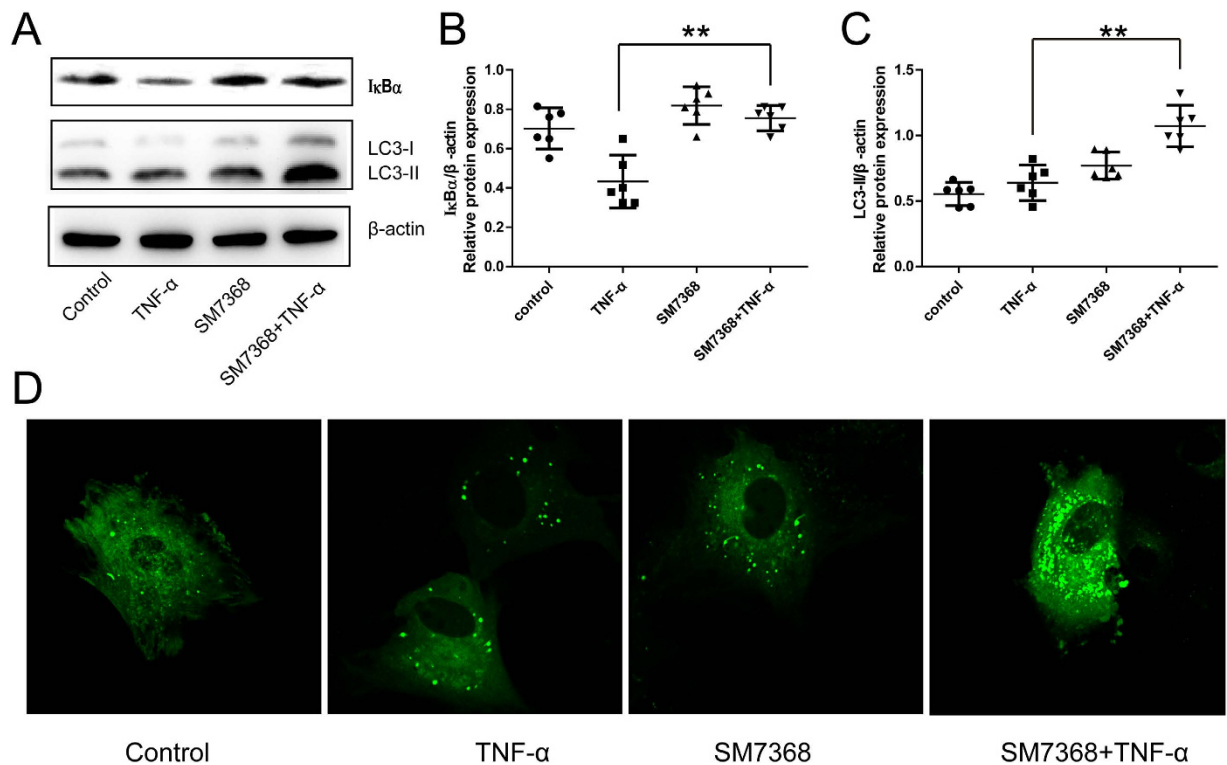 A
IκBα
LC3-I
LC3-II
β-actin
Control
TNF-α
SM7368
SM7368+TNF-α
B
**
IκBα/β -actin
Relative protein expression
1.0
0.8
0.6
0.4
0.2
0.0
control
TNF-α
SM7368
SM7368+TNF-α
C
**
LC3-II/β -actin
Relative protein expression
1.5
1.0
0.5
0.0
control
TNF-α
SM7368
SM7368+TNF-α
D
Control
TNF-α
SM7368
SM7368+TNF-α